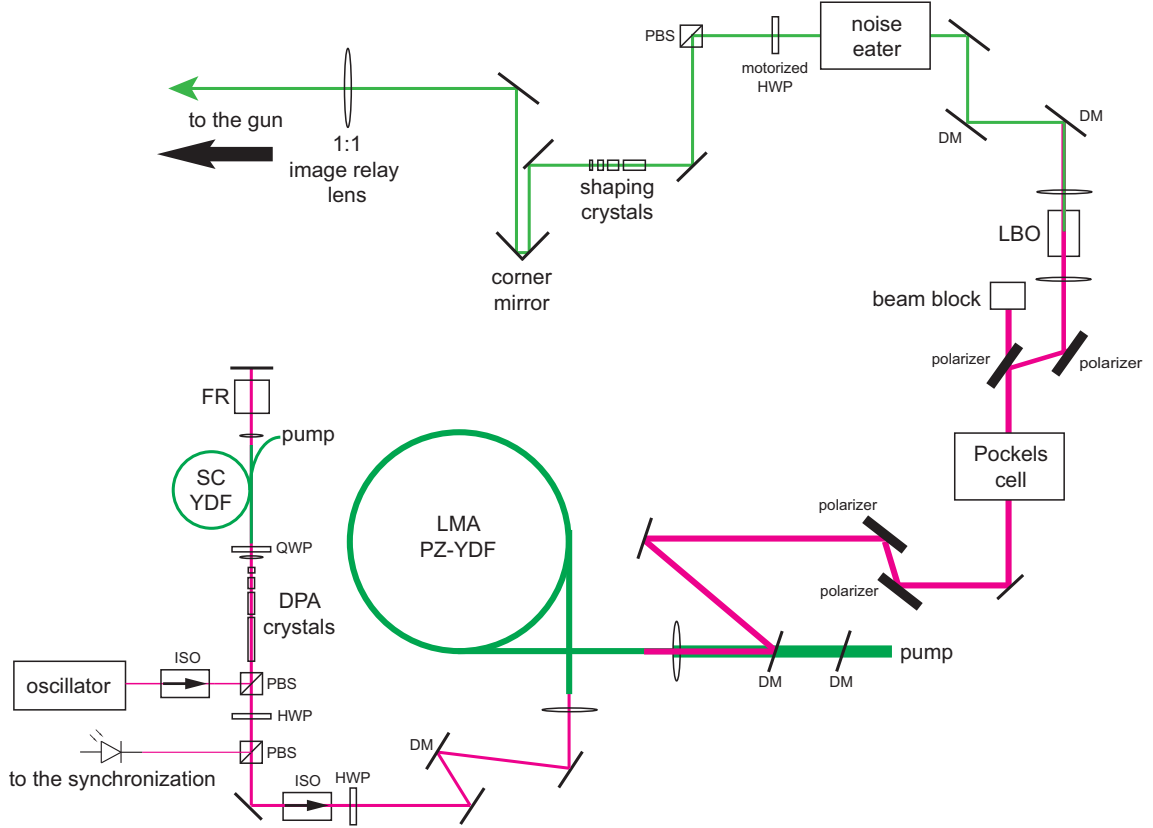 PBS
noise
eater
motorized
HWP
DM
DM
to the gun
1:1
image relay
lens
shaping
crystals
LBO
corner
mirror
beam block
polarizer
polarizer
FR
pump
SC
YDF
LMA
PZ-YDF
Pockels
cell
polarizer
QWP
DPA
crystals
polarizer
ISO
oscillator
PBS
pump
DM
DM
HWP
DM
PBS
to the synchronization
ISO
HWP